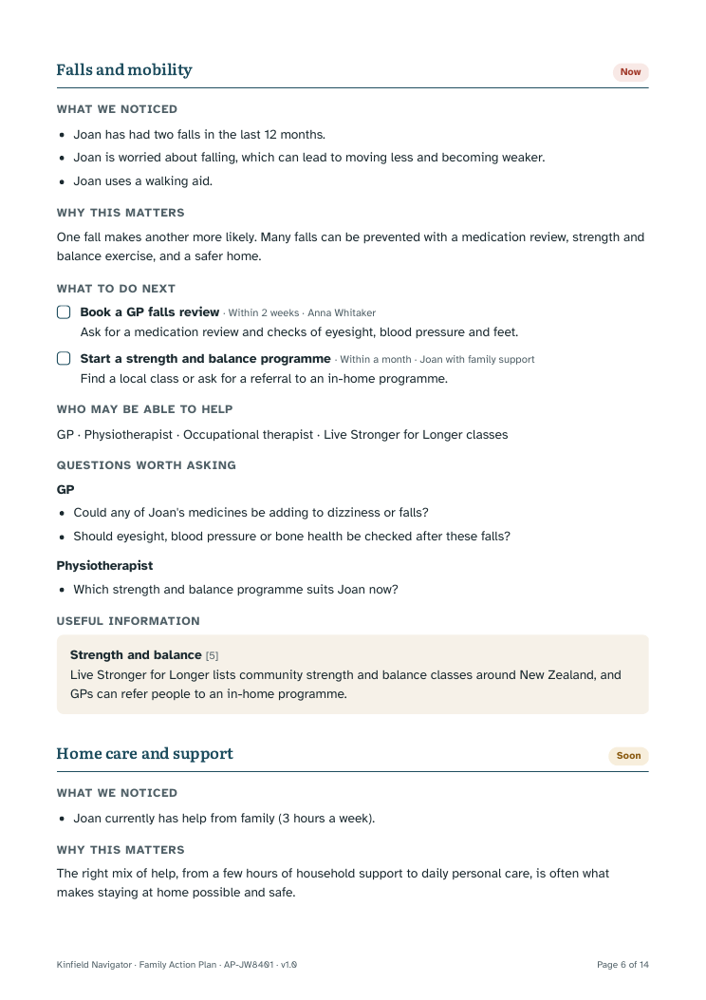 Falls and mobility
Now
WHAT WE NOTICED
• Joan has had two falls in the last 12 months.
• Joan is worried about falling, which can lead to moving less and becoming weaker.
• Joan uses a walking aid.
WHY THIS MATTERS
One fall makes another more likely. Many falls can be prevented with a medication review, strength and
balance exercise, and a safer home.
WHAT TO DO NEXT
Book a GP falls review · Within 2 weeks · Anna Whitaker
Ask for a medication review and checks of eyesight, blood pressure and feet.
Start a strength and balance programme · Within a month · Joan with family support
Find a local class or ask for a referral to an in-home programme.
WHO MAY BE ABLE TO HELP
GP · Physiotherapist · Occupational therapist · Live Stronger for Longer classes
QUESTIONS WORTH ASKING
GP
• Could any of Joan's medicines be adding to dizziness or falls?
• Should eyesight, blood pressure or bone health be checked after these falls?
Physiotherapist
• Which strength and balance programme suits Joan now?
USEFUL INFORMATION
Strength and balance [5]
Live Stronger for Longer lists community strength and balance classes around New Zealand, and
GPs can refer people to an in-home programme.
Home care and support
Soon
WHAT WE NOTICED
• Joan currently has help from family (3 hours a week).
WHY THIS MATTERS
The right mix of help, from a few hours of household support to daily personal care, is often what
makes staying at home possible and safe.
Kinfield Navigator · Family Action Plan · AP-JW8401 · v1.0
Page 6 of 14